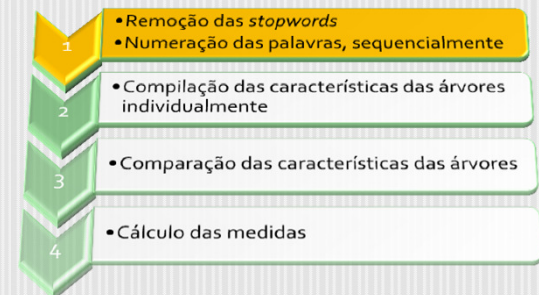 1
•Remoção das stopwords
•Numeração das palavras, sequencialmente
2
•Compilação das características das árvores
individualmente
3
•Comparação das características das árvores
4
•Cálculo das medidas